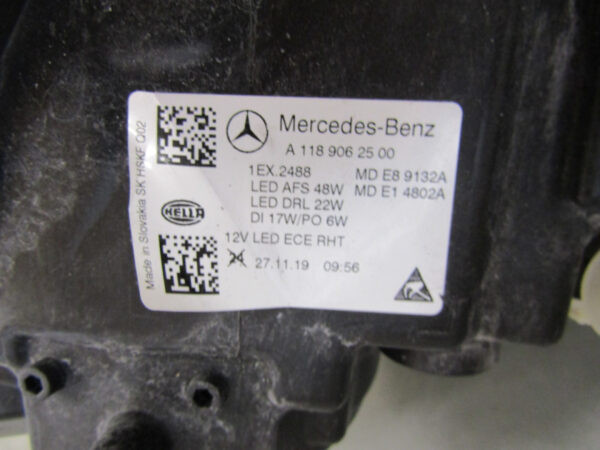 Mercedes-Benz
A 118 906 25 00
1EX.2488 MD E8 9132A
LED AFS 48W MD E1 4802A
LED DRL 22W
DI 17W/PO 6W
HELLA
12V LED ECE RHT
27.11.19 09:56
Made in Slovakia SK HSKF Q02